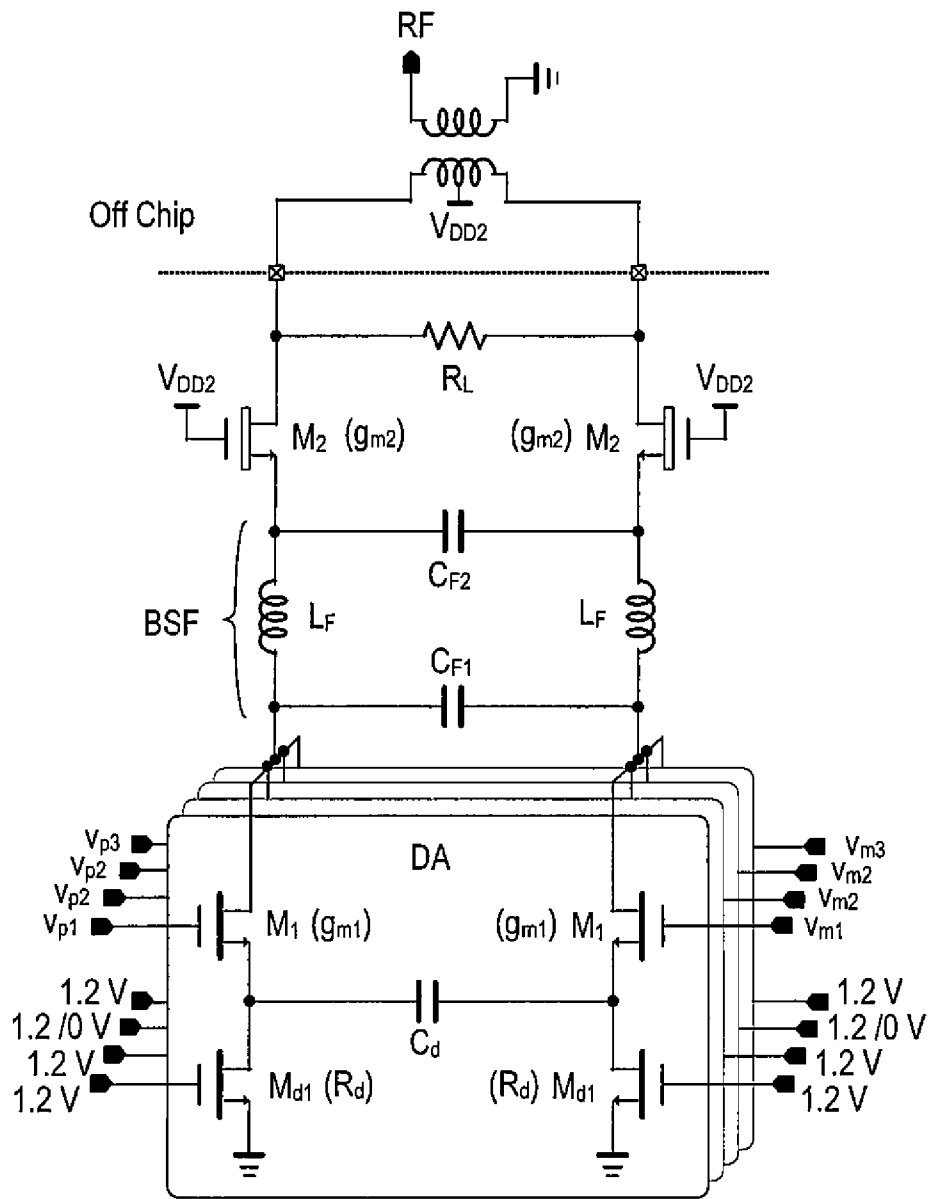 RF
Off Chip
VDD2
RL
VDD2
VDD2
M2 (gm2)
(gm2) M2
CF2
BSF
LF
LF
CF1
DA
Vp3
Vp2
Vp2
Vp1
Vm3
Vm2
Vm2
Vm1
M1 (gm1)
(gm1) M1
1.2 V
1.2 /0 V
1.2 V
1.2 V
1.2 V
1.2 /0 V
1.2 V
1.2 V
Cd
Md1 (Rd)
(Rd) Md1